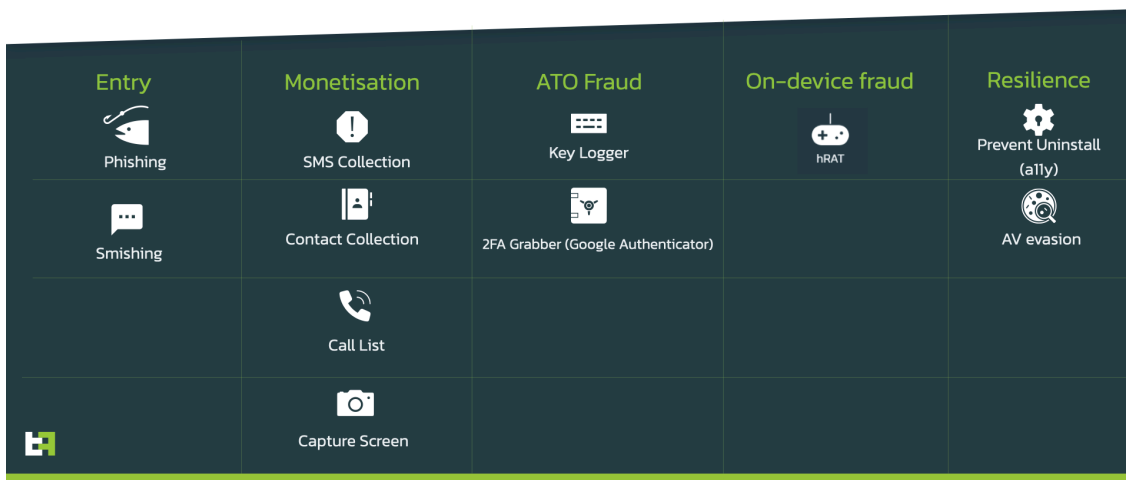 Entry
Monetisation
ATO Fraud
On-device fraud
Resilience
Phishing
SMS Collection
Key Logger
hRAT
Prevent Uninstall
(a11y)
Smishing
Contact Collection
2FA Grabber (Google Authenticator)
AV evasion
Call List
Capture Screen